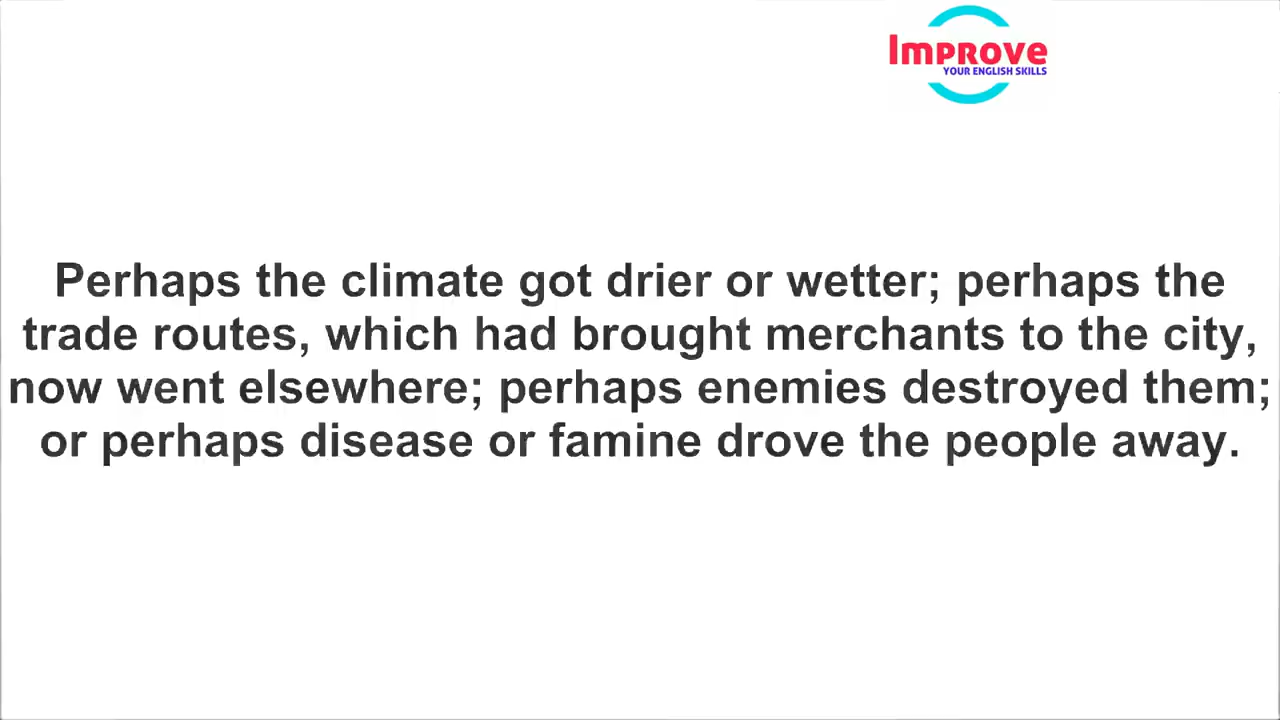 Improve
YOUR ENGLISH SKILLS
Perhaps the climate got drier or wetter; perhaps the
trade routes, which had brought merchants to the city,
now went elsewhere; perhaps enemies destroyed them;
or perhaps disease or famine drove the people away.